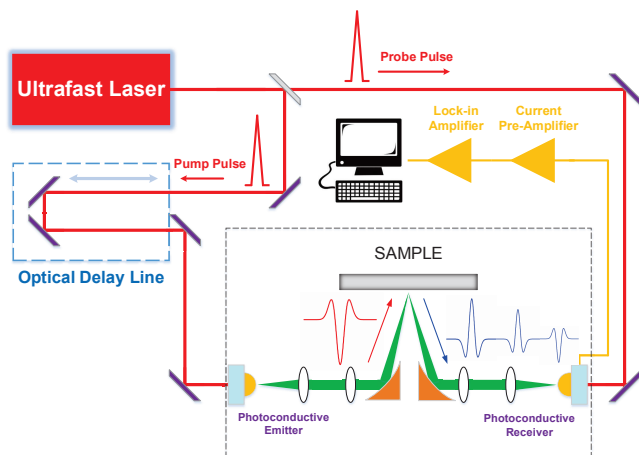 Probe Pulse
Ultrafast Laser
Lock-in
Amplifier
Current
Pre-Amplifier
Pump Pulse
Optical Delay Line
SAMPLE
Photoconductive
Emitter
Photoconductive
Receiver